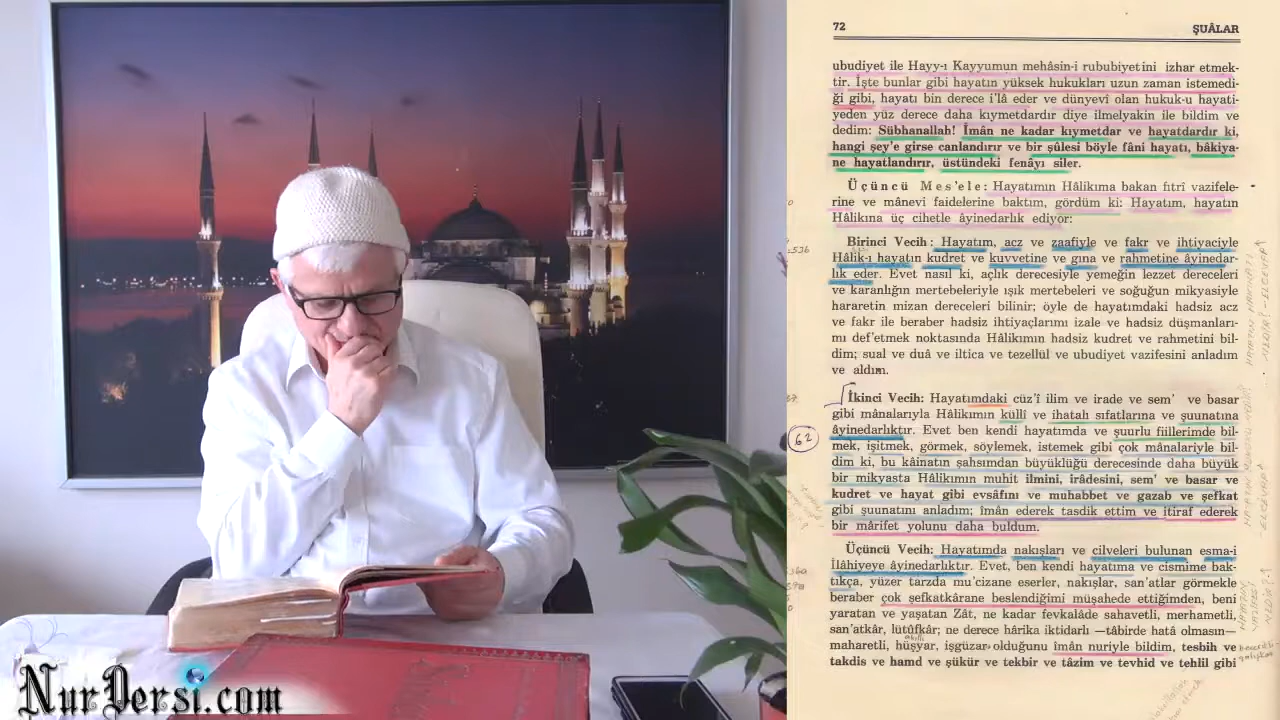 72 ŞUÂLAR
ubudiyet ile Hayy-ı Kayyumun mehâsin-i rububiyetini izhar etmek-
tir. İşte bunlar gibi hayatın yüksek hukukları uzun zaman istemedi-
ği gibi, hayatı bin derece i'lâ eder ve dünyevî olan hukuk-u hayati-
yeden yüz derece daha kıymetdardır diye ilmelyakin ile bildim ve
dedim: Sübhanallah! Îmân ne kadar kıymetdar ve hayatdardır ki,
hangi şey'e girse canlandırır ve bir şûlesi böyle fâni hayatı, bâkiya-
ne hayatlandırır, üstündeki fenâyı siler.
Üçüncü Mes'ele: Hayatımın Hâlikıma bakan fıtrî vazifele-
rine ve mânevi faidelerine baktım, gördüm ki: Hayatım, hayatın
Hâlikına üç cihetle âyinedarlık ediyor:
Birinci Vecih: Hayatım, acz ve zaafiyle ve fakr ve ihtiyaciyle
Hâlik-ı hayatın kudret ve kuvvetine ve gına ve rahmetine âyinedar-
lık eder. Evet nasıl ki, açlık derecesiyle yemeğin lezzet dereceleri
ve karanlığın mertebeleriyle ışık mertebeleri ve soğuğun mikyasiyle
hararetin mizan dereceleri bilinir; öyle de hayatımdaki hadsiz acz
ve fakr ile beraber hadsiz ihtiyaçlarımı izale ve hadsiz düşmanları-
mı def'etmek noktasında Hâlikımın hadsiz kudret ve rahmetini bil-
dim; sual ve duâ ve iltica ve tezellül ve ubudiyet vazifesini anladım
ve aldım.
İkinci Vecih: Hayatımdaki cüz'î ilim ve irade ve sem' ve basar
gibi mânalarıyla Hâlikımın küllî ve ihatalı sıfatlarına ve şuunatına
âyinedarlıktır. Evet ben kendi hayatımda ve şuurlu fiillerimde bil-
62
mek, işitmek, görmek, söylemek, istemek gibi çok mânalariyle bil-
dim ki, bu kâinatın şahsımdan büyüklüğü derecesinde daha büyük
bir mikyasta Hâlikımın muhit ilmini, irâdesini, sem' ve basar ve
kudret ve hayat gibi evsâfını ve muhabbet ve gazab ve şefkat
gibi şuunatını anladım; îmân ederek tasdik ettim ve itiraf ederek
bir mârifet yolunu daha buldum.
Üçüncü Vecih: Hayatımda nakışları ve cilveleri bulunan esma-i
İlâhiyeye âyinedarlıktır. Evet, ben kendi hayatıma ve cismime bak-
tıkça, yüzer tarzda mu'cizane eserler, nakışlar, san'atlar görmekle
beraber çok şefkatkârane beslendiğimi müşahede ettiğimden, beni
yaratan ve yaşatan Zât, ne kadar fevkalâde sahavetli, merhametli,
san'atkâr, lütûfkâr; ne derece hârika iktidarlı —tâbirde hatâ olmasın—
maharetli, hüşyar, işgüzar olduğunu îmân nuriyle bildim, tesbih ve
takdis ve hamd ve şükür ve tekbir ve tâzim ve tevhid ve tehlil gibi
NurDersi.com